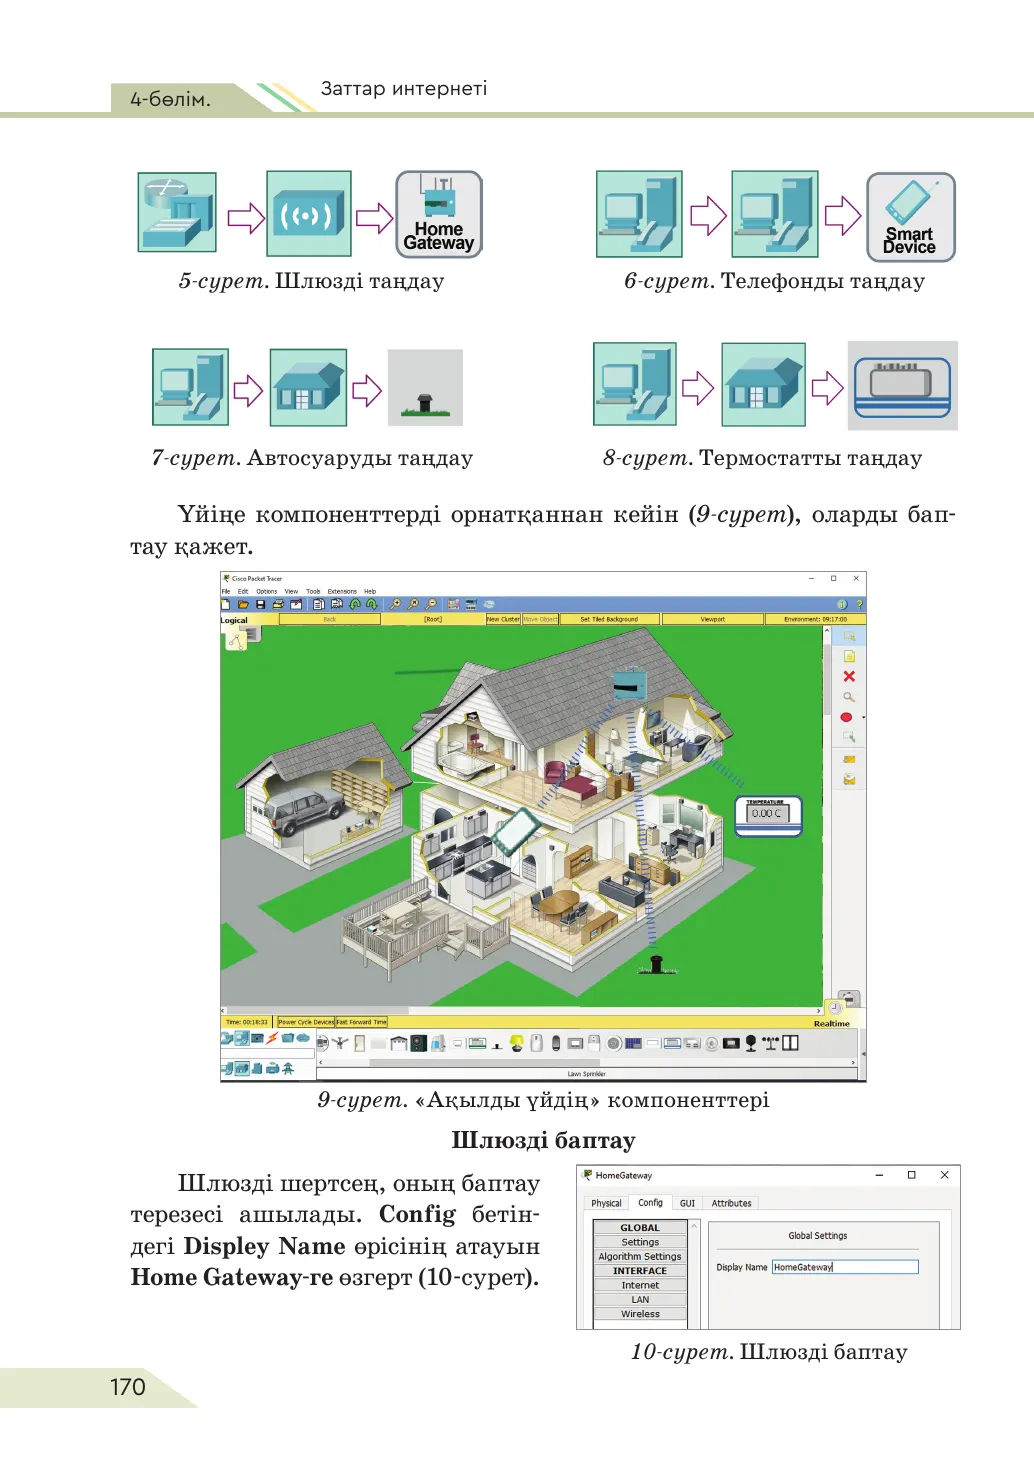 4-бөлім.
Заттар интернеті
Home
Gateway
Smart
Device
5-сурет. Шлюзді таңдау
6-сурет. Телефонды таңдау
7-сурет. Автосуаруды таңдау
8-сурет. Термостатты таңдау
Үйіңе компоненттерді орнатқаннан кейін (9-сурет), оларды бап-
тау қажет.
Cisco Packet Tracer
File Edit Options View Tools Extensions Help
Logical Back [Root] New Cluster Move Object Set Tiled Background Viewport Environment: 09:17:00
TEMPERATURE
0.00 C
Time: 00:18:33 Power Cycle Devices Fast Forward Time
Realtime
Lawn Sprinkler
9-сурет. «Ақылды үйдің» компоненттері
Шлюзді баптау
Шлюзді шертсең, оның баптау
терезесі ашылады. Config бетін-
дегі Display Name өрісінің атауын
Home Gateway-ге өзгерт (10-сурет).
HomeGateway
Physical Config GUI Attributes
GLOBAL
Settings
Algorithm Settings
INTERFACE
Internet
LAN
Wireless
Global Settings
Display Name HomeGateway
10-сурет. Шлюзді баптау
170